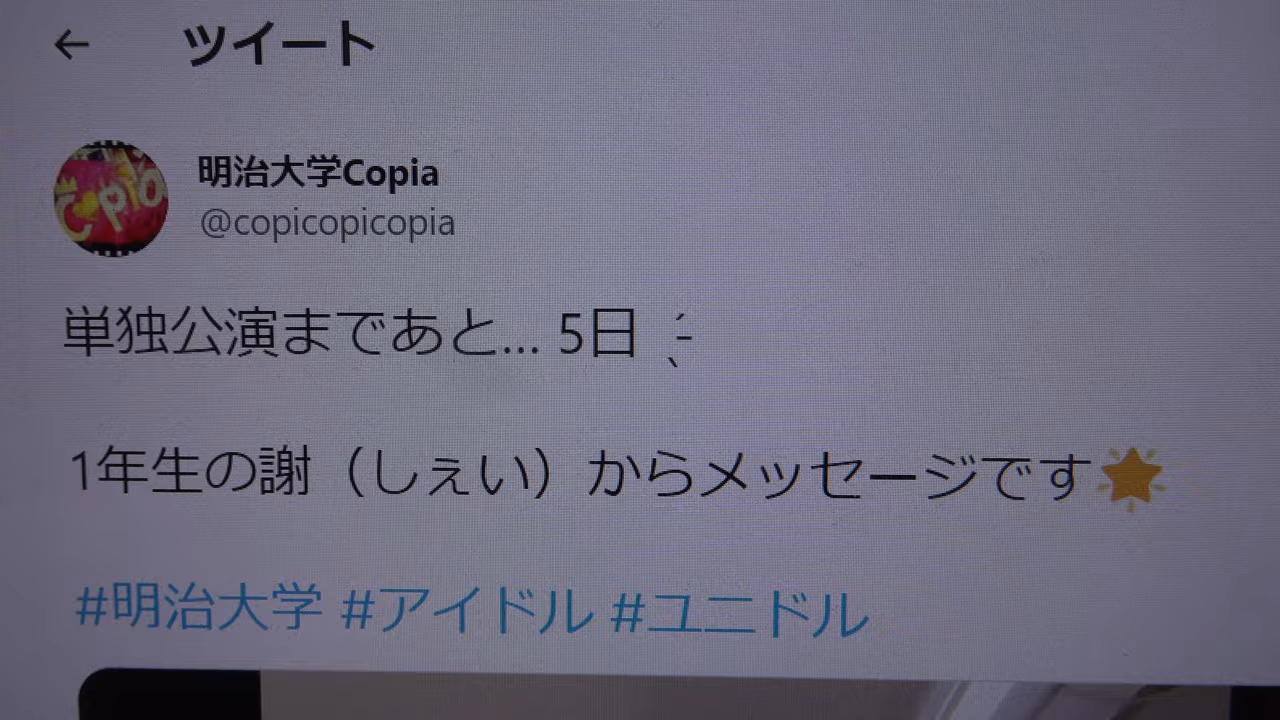 ← ツイート
Copia
明治大学Copia
@copicopicopia
単独公演まであと... 5日 ˎˊ˗
1年生の謝（しぇい）からメッセージです🌟
#明治大学 #アイドル #ユニドル